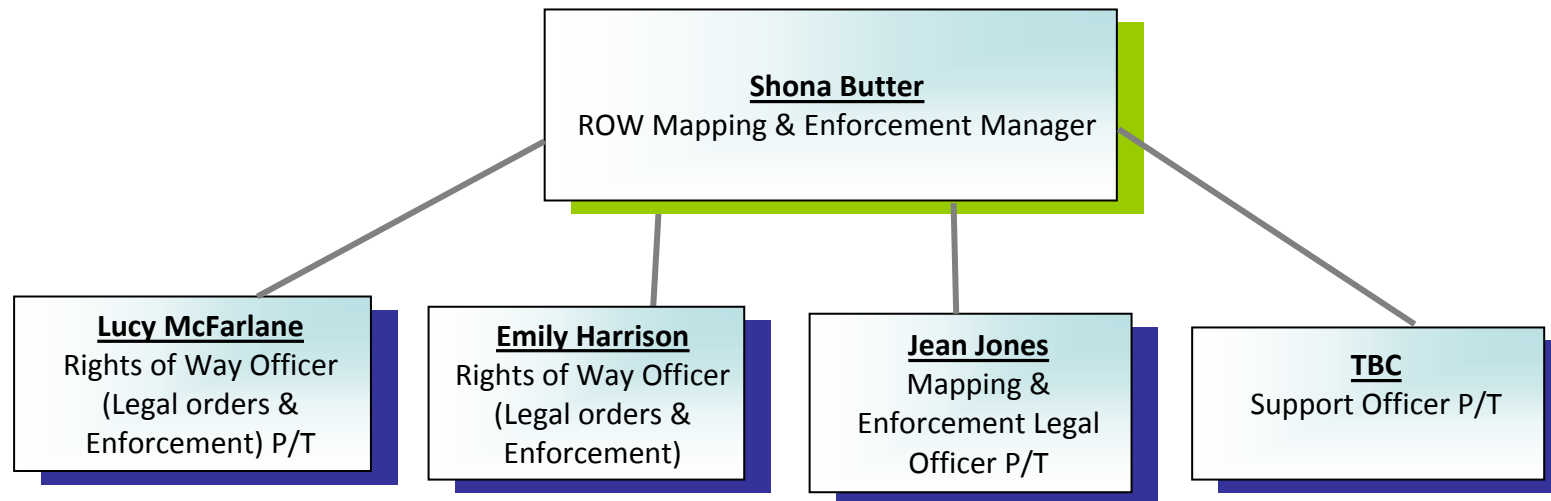 Shona Butter
ROW Mapping & Enforcement Manager
Lucy McFarlane
Rights of Way Officer
(Legal orders &
Enforcement) P/T
Emily Harrison
Rights of Way Officer
(Legal orders &
Enforcement)
Jean Jones
Mapping &
Enforcement Legal
Officer P/T
TBC
Support Officer P/T